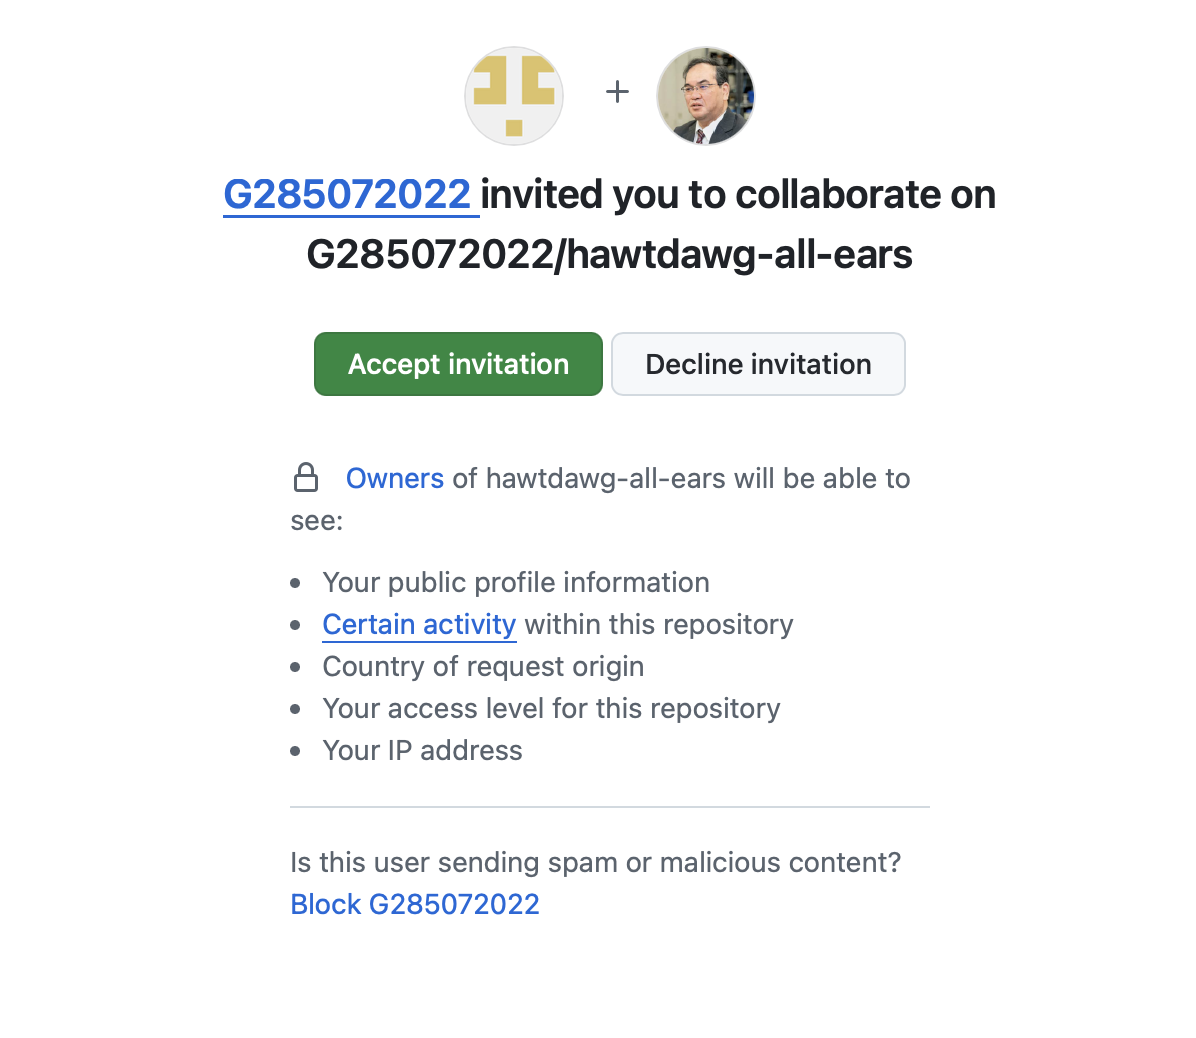 +
G285072022 invited you to collaborate on
G285072022/hawtdawg-all-ears
Accept invitation
Decline invitation
Owners of hawtdawg-all-ears will be able to
see:
• Your public profile information
• Certain activity within this repository
• Country of request origin
• Your access level for this repository
• Your IP address
Is this user sending spam or malicious content?
Block G285072022